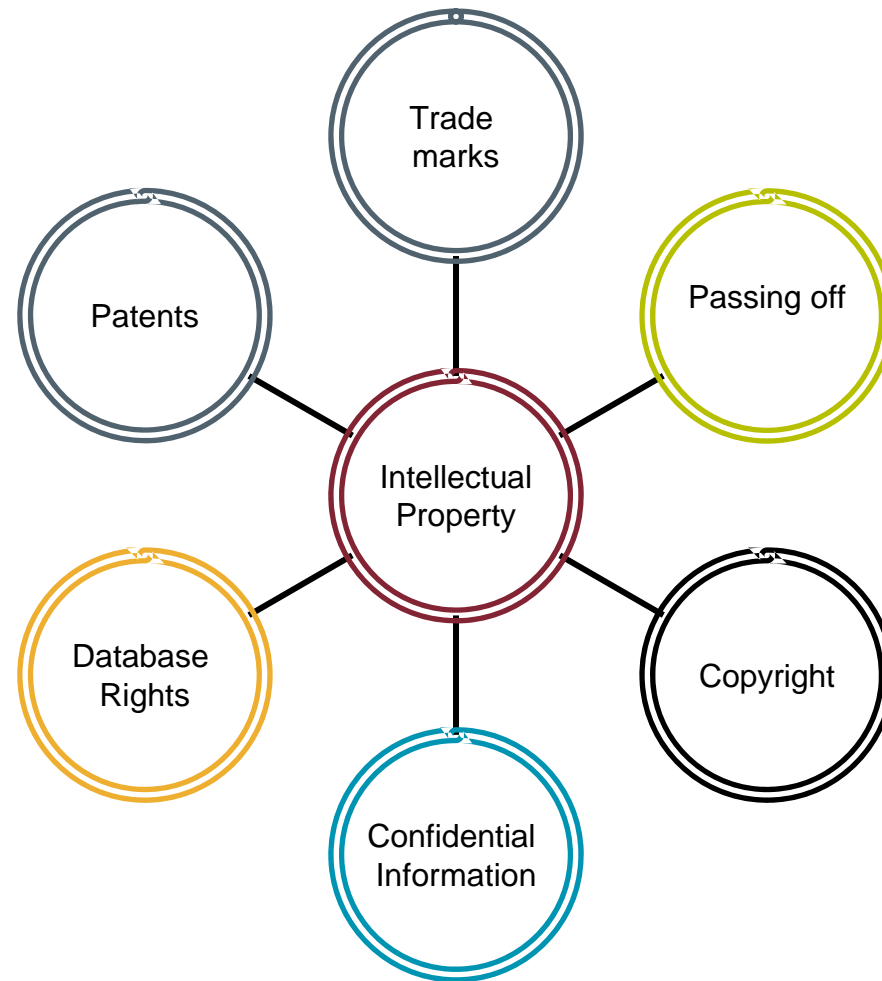 Trade
marks
Patents
Passing off
Intellectual
Property
Database
Rights
Copyright
Confidential
Information